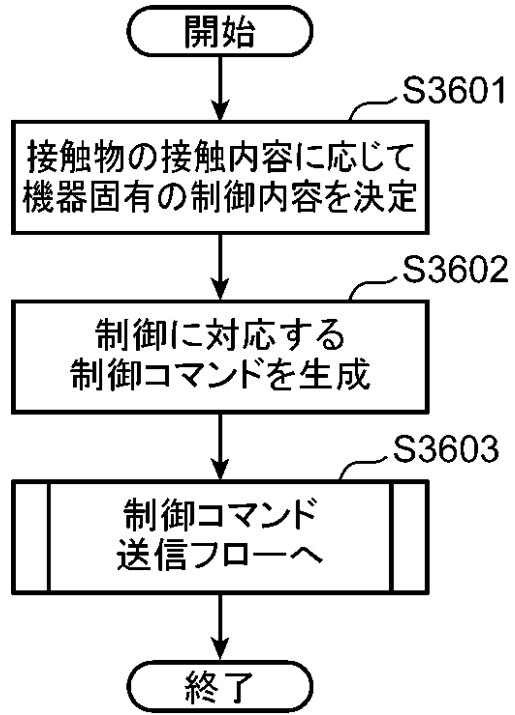 開始
S3601
接触物の接触内容に応じて
機器固有の制御内容を決定
S3602
制御に対応する
制御コマンドを生成
S3603
制御コマンド
送信フローへ
終了